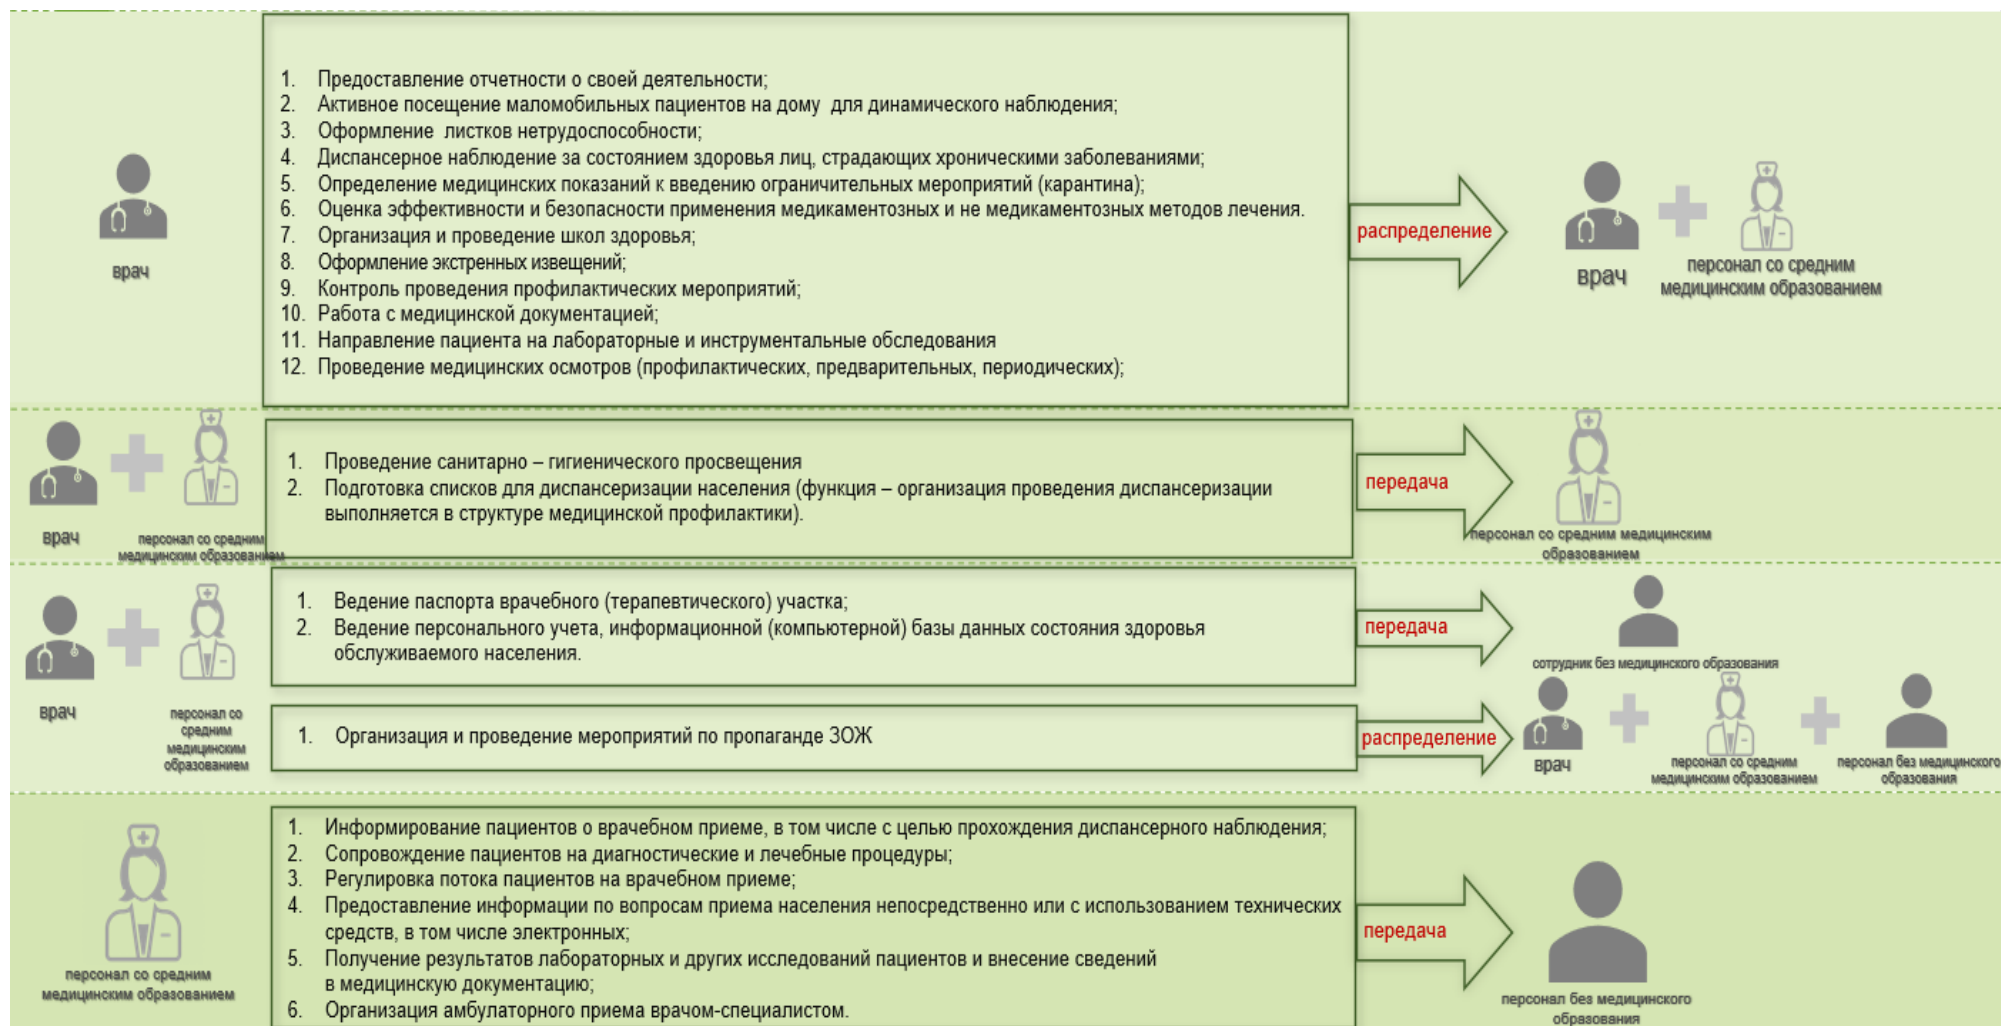 1. Предоставление отчетности о своей деятельности;
2. Активное посещение маломобильных пациентов на дому для динамического наблюдения;
3. Оформление листков нетрудоспособности;
4. Диспансерное наблюдение за состоянием здоровья лиц, страдающих хроническими заболеваниями;
5. Определение медицинских показаний к введению ограничительных мероприятий (карантина);
6. Оценка эффективности и безопасности применения медикаментозных и не медикаментозных методов лечения.
7. Организация и проведение школ здоровья;
8. Оформление экстренных извещений;
9. Контроль проведения профилактических мероприятий;
10. Работа с медицинской документацией;
11. Направление пациента на лабораторные и инструментальные обследования
12. Проведение медицинских осмотров (профилактических, предварительных, периодических);
врач
распределение
врач
персонал со средним
медицинским образованием
врач
персонал со средним
медицинским образованием
1. Проведение санитарно – гигиенического просвещения
2. Подготовка списков для диспансеризации населения (функция – организация проведения диспансеризации
выполняется в структуре медицинской профилактики).
передача
персонал со средним медицинским
образованием
врач
персонал со
средним
медицинским
образованием
1. Ведение паспорта врачебного (терапевтического) участка;
2. Ведение персонального учета, информационной (компьютерной) базы данных состояния здоровья
обслуживаемого населения.
передача
сотрудник без медицинского образования
1. Организация и проведение мероприятий по пропаганде ЗОЖ
распределение
врач
персонал со средним
медицинским образованием
персонал без медицинского
образования
персонал со средним
медицинским образованием
1. Информирование пациентов о врачебном приеме, в том числе с целью прохождения диспансерного наблюдения;
2. Сопровождение пациентов на диагностические и лечебные процедуры;
3. Регулировка потока пациентов на врачебном приеме;
4. Предоставление информации по вопросам приема населения непосредственно или с использованием технических
средств, в том числе электронных;
5. Получение результатов лабораторных и других исследований пациентов и внесение сведений
в медицинскую документацию;
6. Организация амбулаторного приема врачом-специалистом.
передача
персонал без медицинского
образования